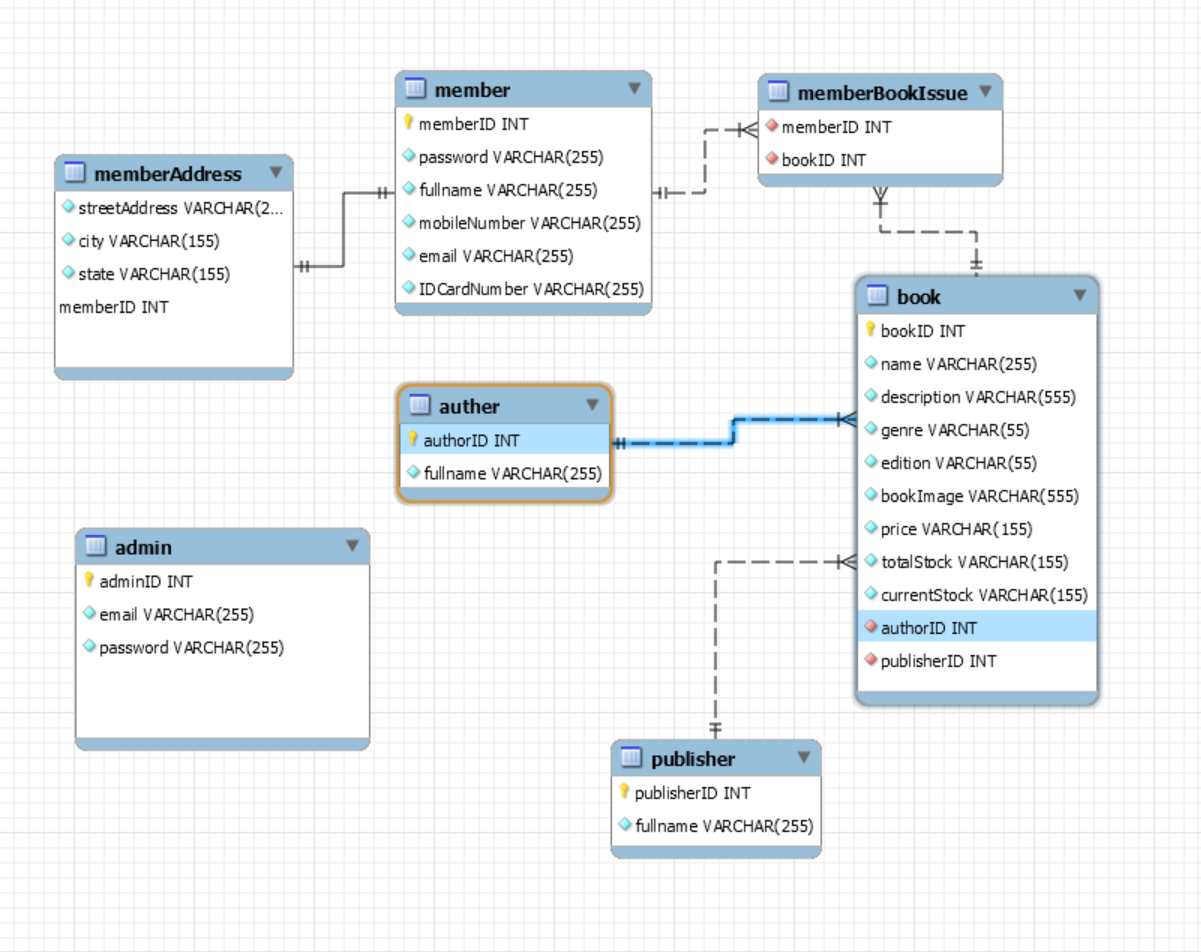 member
memberID INT
password VARCHAR(255)
fullname VARCHAR(255)
mobileNumber VARCHAR(255)
email VARCHAR(255)
IDCardNumber VARCHAR(255)
memberBookIssue
memberID INT
bookID INT
memberAddress
streetAddress VARCHAR(2...
city VARCHAR(155)
state VARCHAR(155)
memberID INT
book
bookID INT
name VARCHAR(255)
description VARCHAR(555)
genre VARCHAR(55)
edition VARCHAR(55)
bookImage VARCHAR(555)
price VARCHAR(155)
totalStock VARCHAR(155)
currentStock VARCHAR(155)
authorID INT
publisherID INT
auther
authorID INT
fullname VARCHAR(255)
admin
adminID INT
email VARCHAR(255)
password VARCHAR(255)
publisher
publisherID INT
fullname VARCHAR(255)